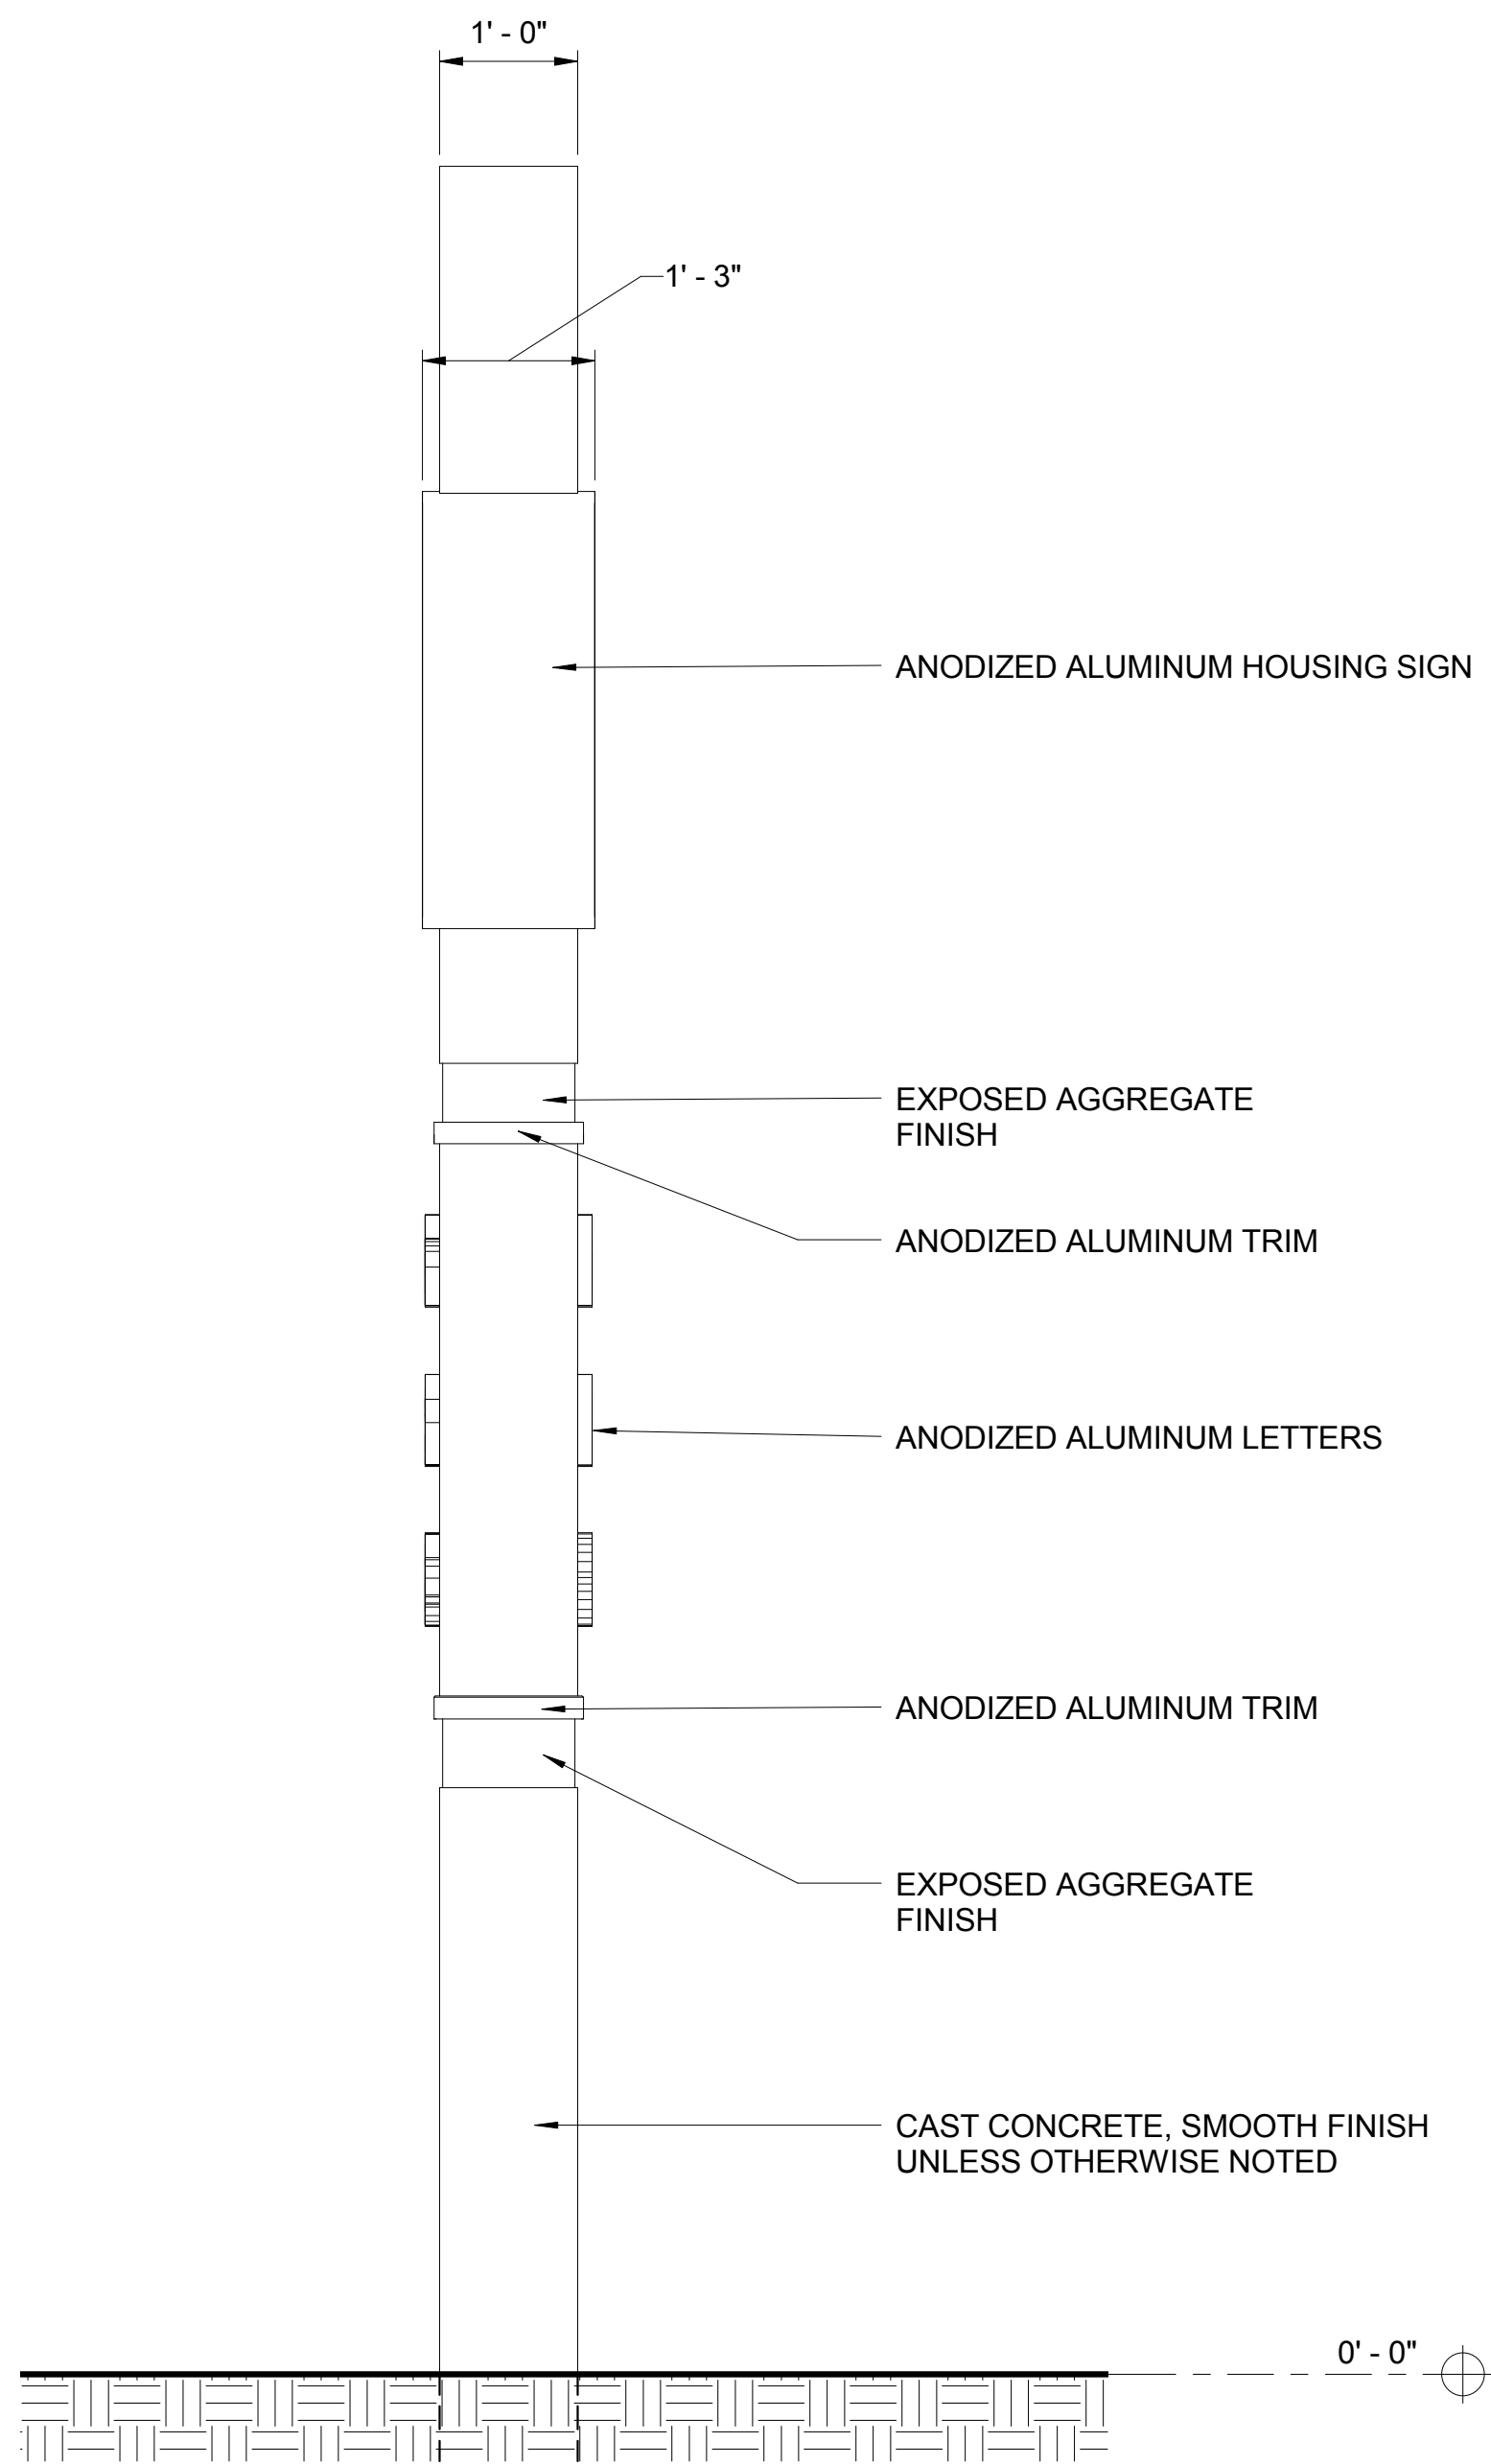 1' - 0"
1' - 3"
ANODIZED ALUMINUM HOUSING SIGN
EXPOSED AGGREGATE
FINISH
ANODIZED ALUMINUM TRIM
ANODIZED ALUMINUM LETTERS
ANODIZED ALUMINUM TRIM
EXPOSED AGGREGATE
FINISH
CAST CONCRETE, SMOOTH FINISH
UNLESS OTHERWISE NOTED
0' - 0"